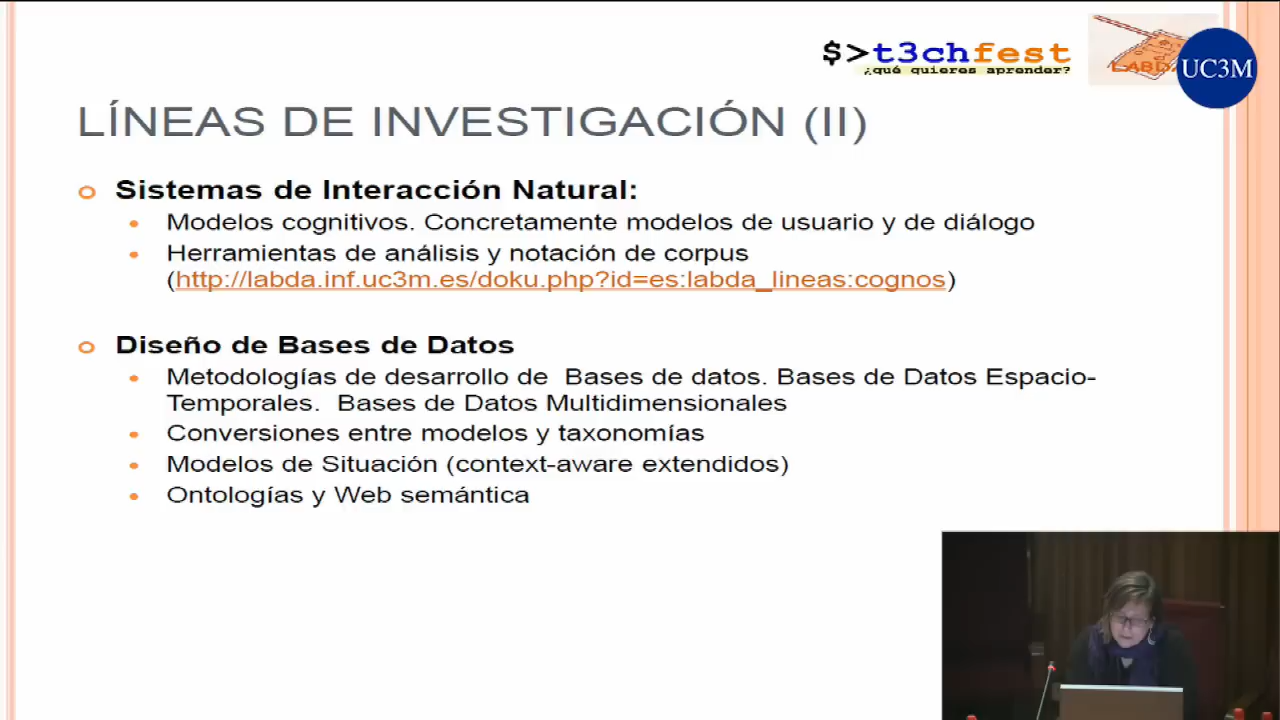 $>t3chfest
¿qué quieres aprender?
LABDA
UC3M
LÍNEAS DE INVESTIGACIÓN (II)
Sistemas de Interacción Natural:
Modelos cognitivos. Concretamente modelos de usuario y de diálogo
Herramientas de análisis y notación de corpus
(http://labda.inf.uc3m.es/doku.php?id=es:labda_lineas:cognos)
Diseño de Bases de Datos
Metodologías de desarrollo de Bases de datos. Bases de Datos Espacio-
Temporales. Bases de Datos Multidimensionales
Conversiones entre modelos y taxonomías
Modelos de Situación (context-aware extendidos)
Ontologías y Web semántica